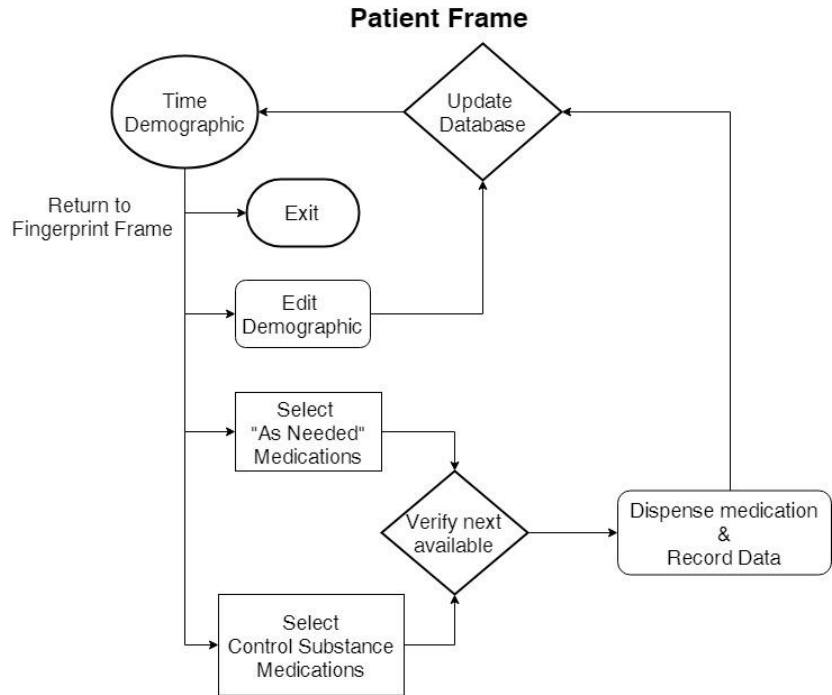 Patient Frame
Time
Demographic
Update
Database
Return to
Fingerprint Frame
Exit
Edit
Demographic
Select
"As Needed"
Medications
Verify next
available
Dispense medication
&
Record Data
Select
Control Substance
Medications